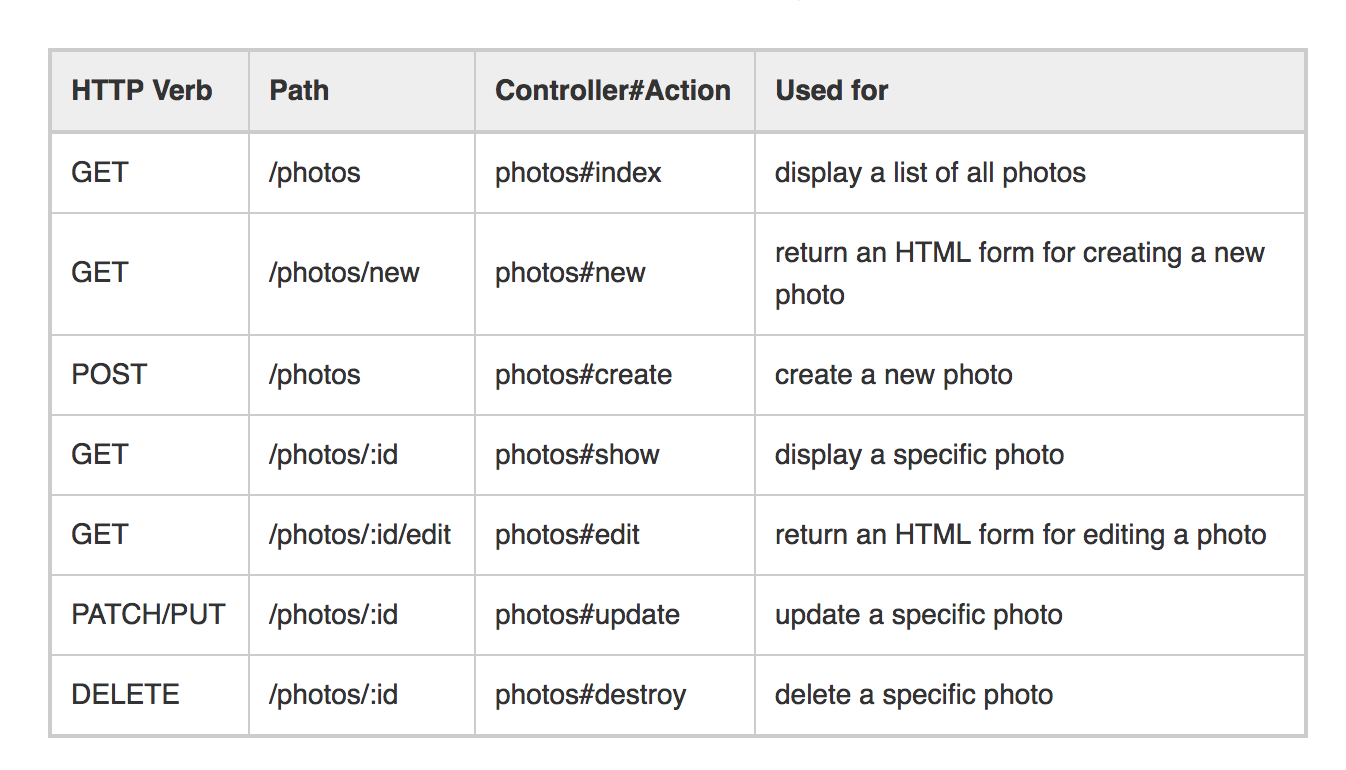 HTTP Verb Path Controller#Action Used for
GET /photos photos#index display a list of all photos
GET /photos/new photos#new return an HTML form for creating a new
photo
POST /photos photos#create create a new photo
GET /photos/:id photos#show display a specific photo
GET /photos/:id/edit photos#edit return an HTML form for editing a photo
PATCH/PUT /photos/:id photos#update update a specific photo
DELETE /photos/:id photos#destroy delete a specific photo